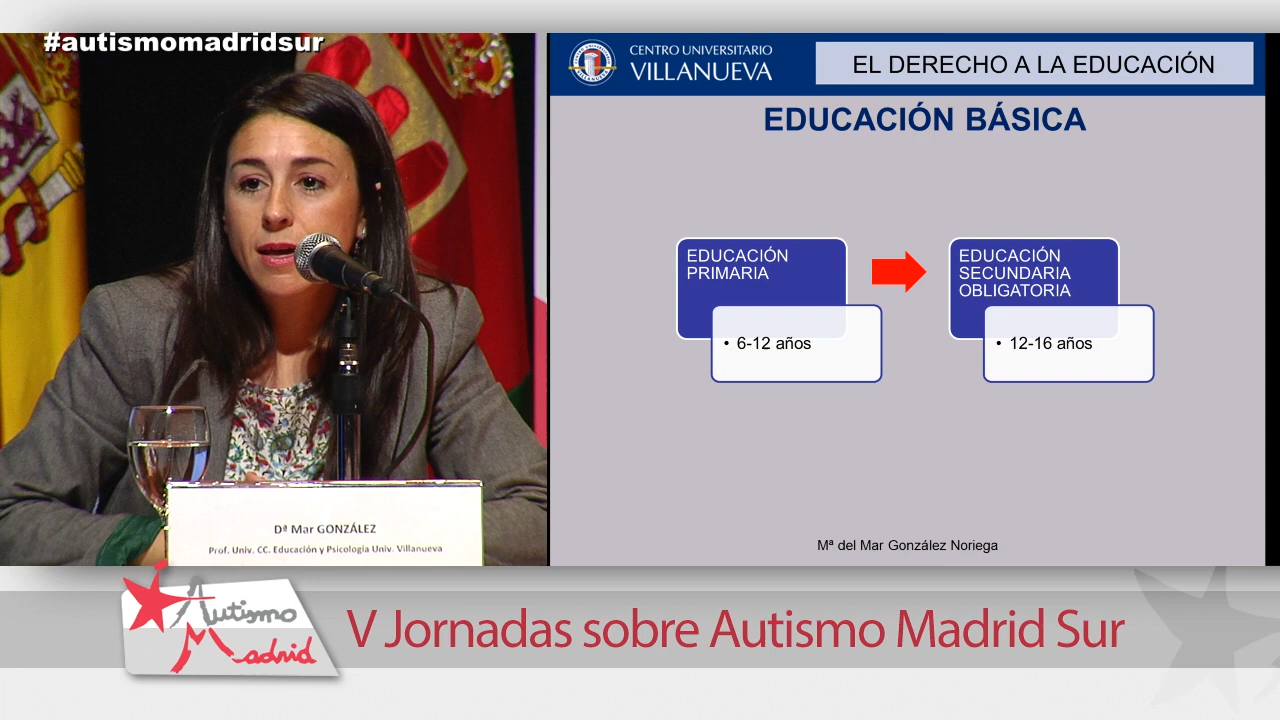 #autismomadridsur
CENTRO UNIVERSITARIO
VILLANUEVA
EL DERECHO A LA EDUCACIÓN
EDUCACIÓN BÁSICA
EDUCACIÓN
PRIMARIA
• 6-12 años
EDUCACIÓN
SECUNDARIA
OBLIGATORIA
• 12-16 años
Mª del Mar González Noriega
Dª Mar GONZÁLEZ
Prof. Univ. CC. Educación y Psicología Univ. Villanueva
Autismo
Madrid
V Jornadas sobre Autismo Madrid Sur